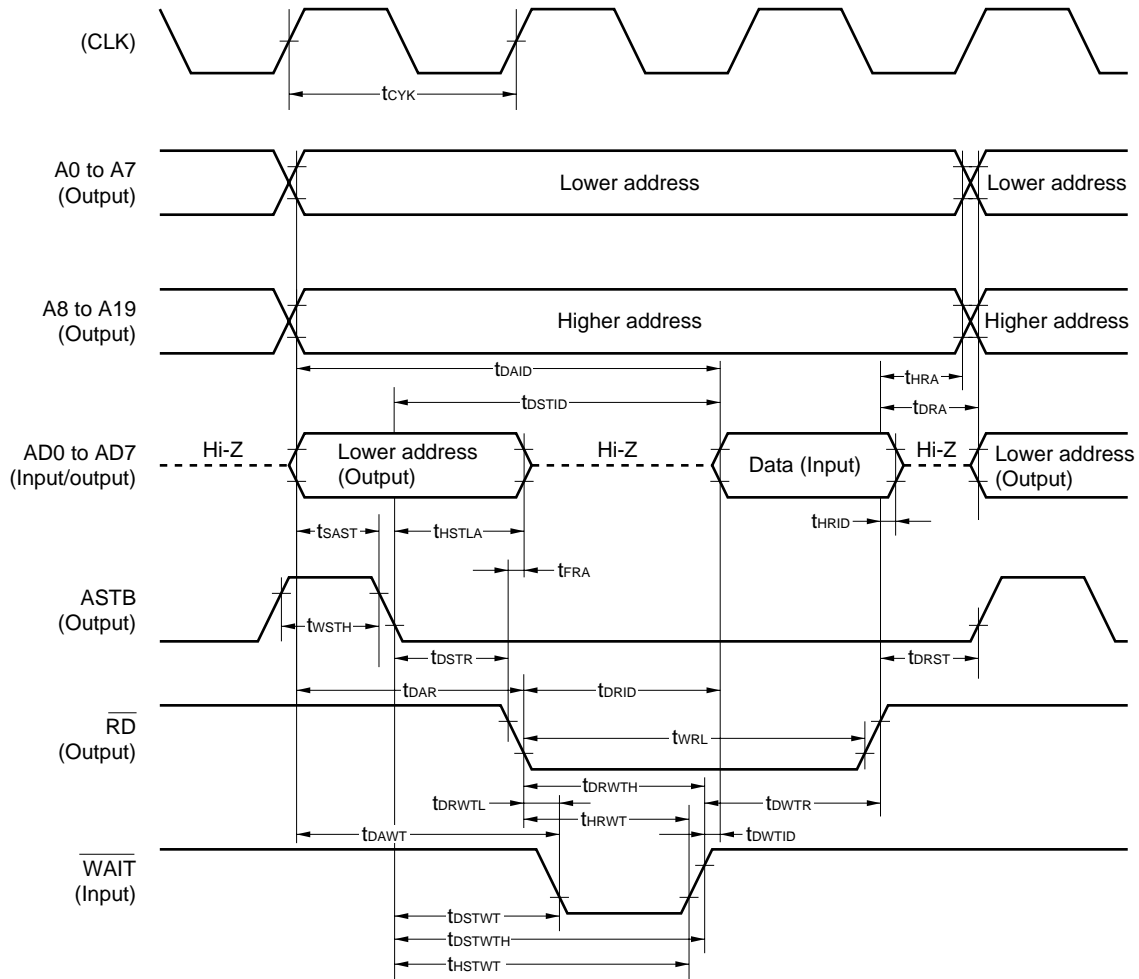 (CLK)
tCYK
A0 to A7
(Output)
Lower address
Lower address
A8 to A19
(Output)
Higher address
Higher address
tDAID
tHRA
tDSTID
tDRA
AD0 to AD7
(Input/output)
Hi-Z
Lower address
(Output)
Hi-Z
Data (Input)
Hi-Z
Lower address
(Output)
tSAST
tHSTLA
tHRID
tFRA
ASTB
(Output)
tWSTH
tDSTR
tDRST
tDAR
tDRID
RD
(Output)
tWRL
tDRWTH
tDRWTL
tDWTR
tHRWT
tDAWT
tDWTID
WAIT
(Input)
tDSTWT
tDSTWTH
tHSTWT